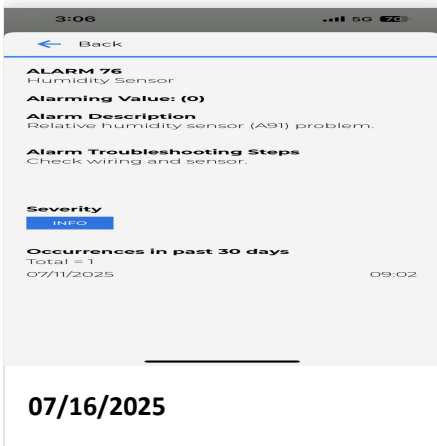 3:06 5G 76
← Back
ALARM 76
Humidity Sensor
Alarming Value: (0)
Alarm Description
Relative humidity sensor (A91) problem.
Alarm Troubleshooting Steps
Check wiring and sensor.
Severity
INFO
Occurrences in past 30 days
Total = 1
07/11/2025 09:02
07/16/2025